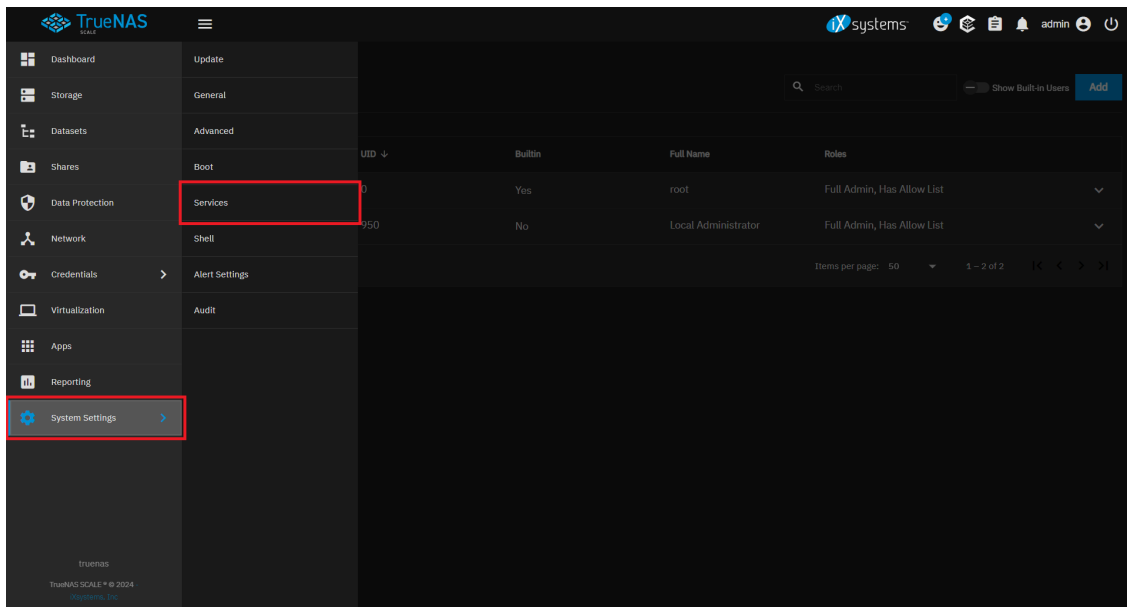 TrueNAS
SCALE
iX systems
admin
Dashboard
Storage
Datasets
Shares
Data Protection
Network
Credentials
Virtualization
Apps
Reporting
System Settings
truenas
TrueNAS SCALE ® © 2024 -
iXsystems, Inc
Update
General
Advanced
Boot
Services
Shell
Alert Settings
Audit
Search
Show Built-in Users
Add
UID Builtin Full Name Roles
0 Yes root Full Admin, Has Allow List
950 No Local Administrator Full Admin, Has Allow List
Items per page: 50 1 – 2 of 2